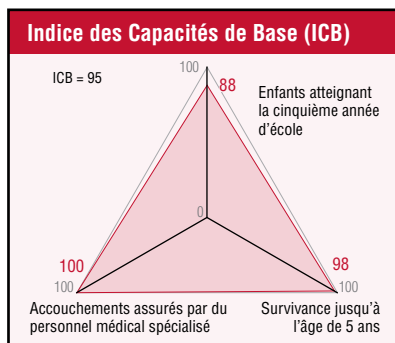 Indice des Capacités de Base (ICB)
ICB = 95
100
88
Enfants atteignant
la cinquième année
d'école
0
100
100
98
100
Accouchements assurés par du
personnel médical spécialisé
Survivance jusqu'à
l'âge de 5 ans